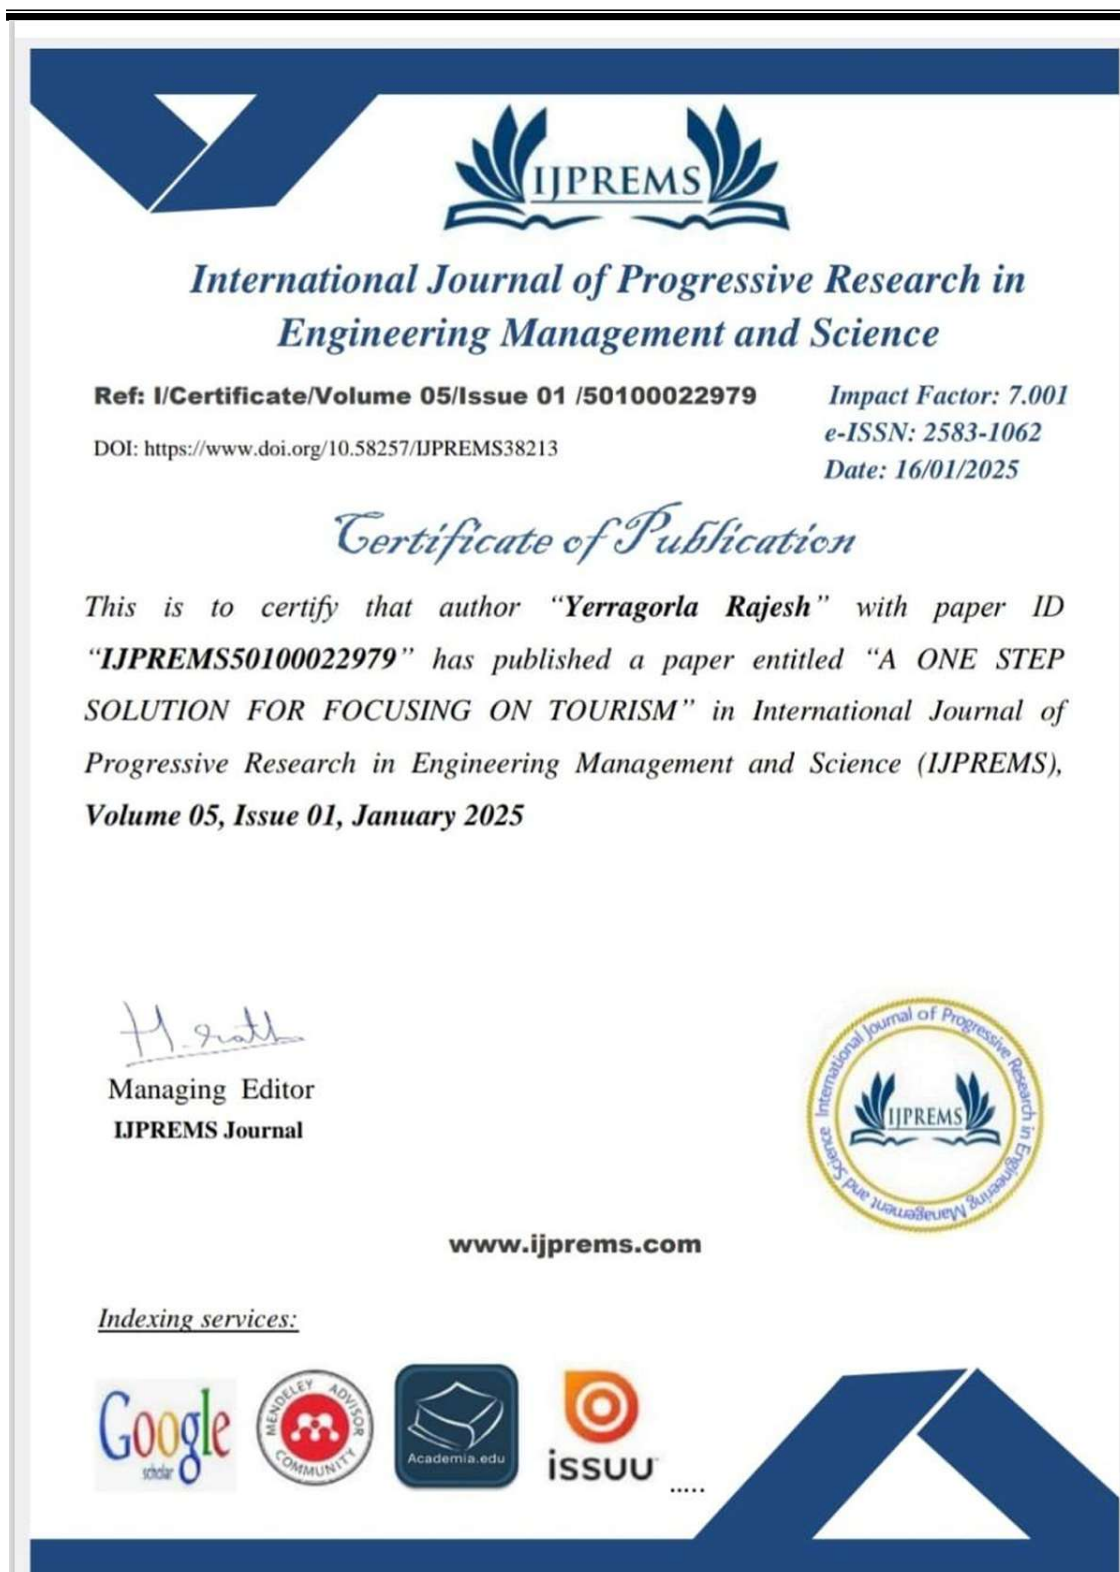 IJPREMS
International Journal of Progressive Research in
Engineering Management and Science
Ref: I/Certificate/Volume 05/Issue 01 /50100022979
Impact Factor: 7.001
DOI: https://www.doi.org/10.58257/IJPREMS38213
e-ISSN: 2583-1062
Date: 16/01/2025
Certificate of Publication
This is to certify that author “Yerragorla Rajesh” with paper ID
“IJPREMS50100022979” has published a paper entitled “A ONE STEP
SOLUTION FOR FOCUSING ON TOURISM” in International Journal of
Progressive Research in Engineering Management and Science (IJPREMS),
Volume 05, Issue 01, January 2025
Managing Editor
IJPREMS Journal
International Journal of Progressive Research in Engineering Management and Science
IJPREMS
www.ijprems.com
Indexing services:
Google
scholar
MENDELEY ADVISOR
COMMUNITY
Academia.edu
issuu
.....